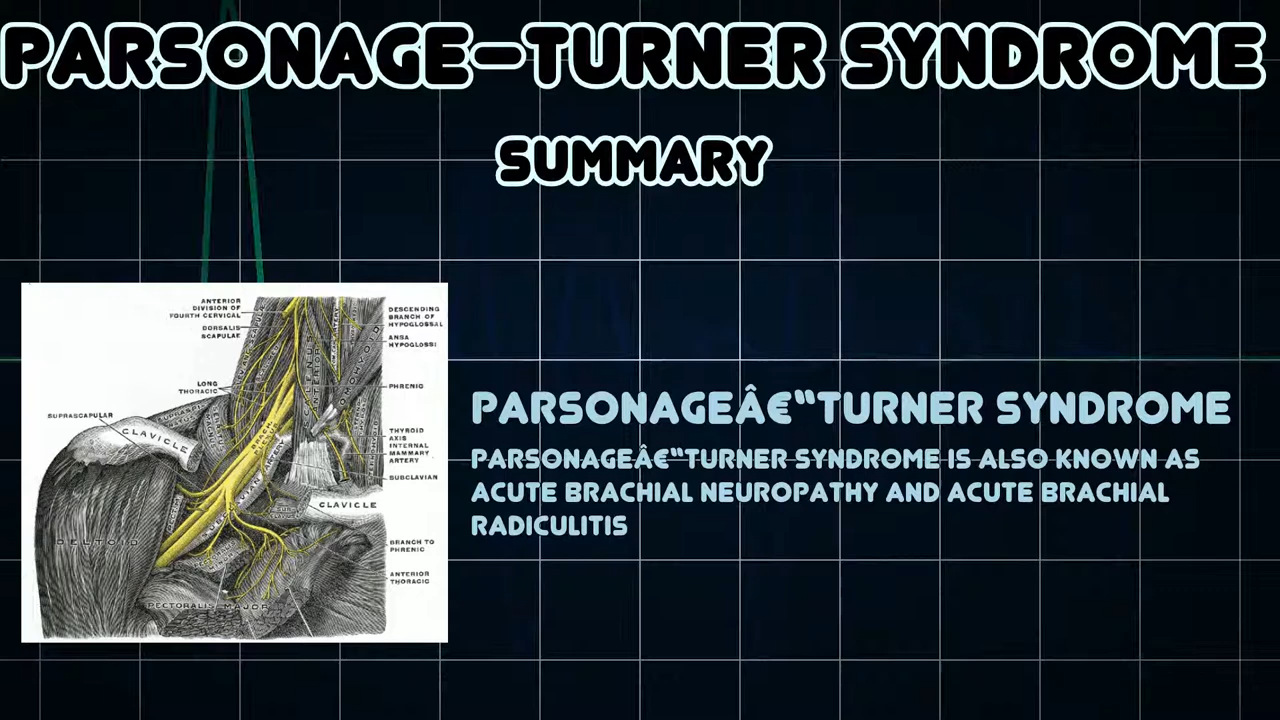 PARSONAGE–TURNER SYNDROME
SUMMARY
ANTERIOR
DIVISION OF
FOURTH CERVICAL
DORSALIS
SCAPULAE
LONG
THORACIC
SUPRASCAPULAR
CLAVICLE
DELTOID
PECTORALIS MAJOR
DESCENDING
BRANCH OF
HYPOGLOSSAL
ANSA
HYPOGLOSSI
PHRENIC
THYROID
AXIS
INTERNAL
MAMMARY
ARTERY
SUBCLAVIAN
CLAVICLE
BRANCH TO
PHRENIC
ANTERIOR
THORACIC
OMOHYOID
PARSONAGEÂ€“TURNER SYNDROME
PARSONAGEÂ€“TURNER SYNDROME IS ALSO KNOWN AS
ACUTE BRACHIAL NEUROPATHY AND ACUTE BRACHIAL
RADICULITIS